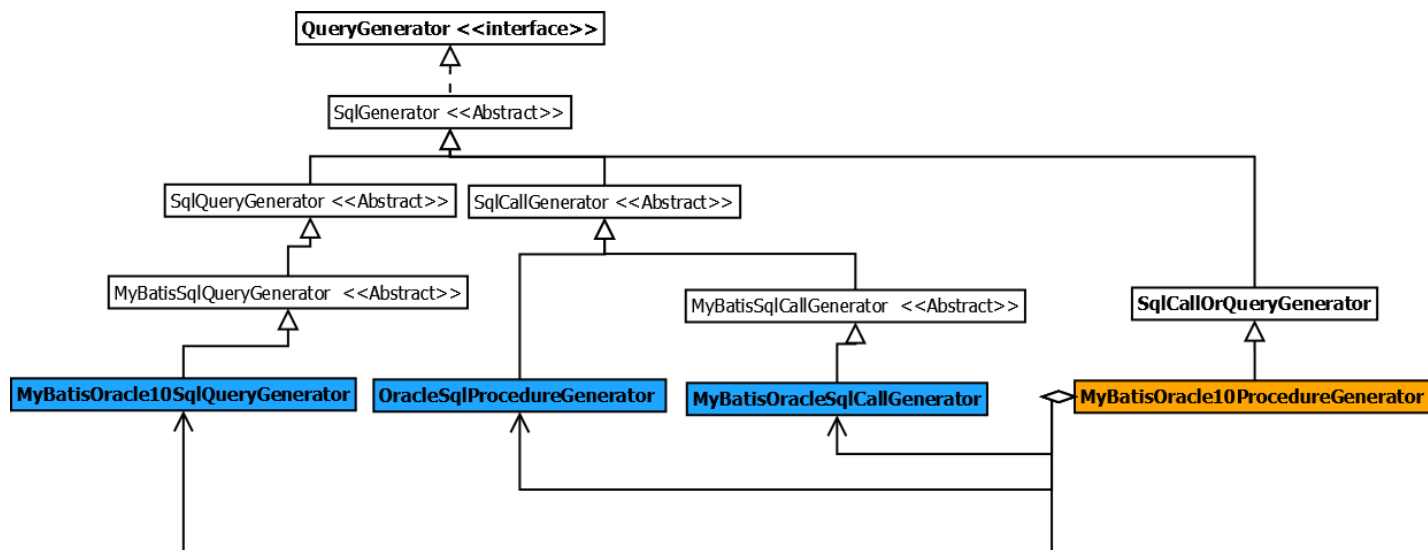 QueryGenerator <<interface>>
SqlGenerator <<Abstract>>
SqlQueryGenerator <<Abstract>>
SqlCallGenerator <<Abstract>>
MyBatisSqlQueryGenerator <<Abstract>>
MyBatisSqlCallGenerator <<Abstract>>
SqlCallOrQueryGenerator
MyBatisOracle10SqlQueryGenerator
OracleSqlProcedureGenerator
MyBatisOracleSqlCallGenerator
MyBatisOracle10ProcedureGenerator